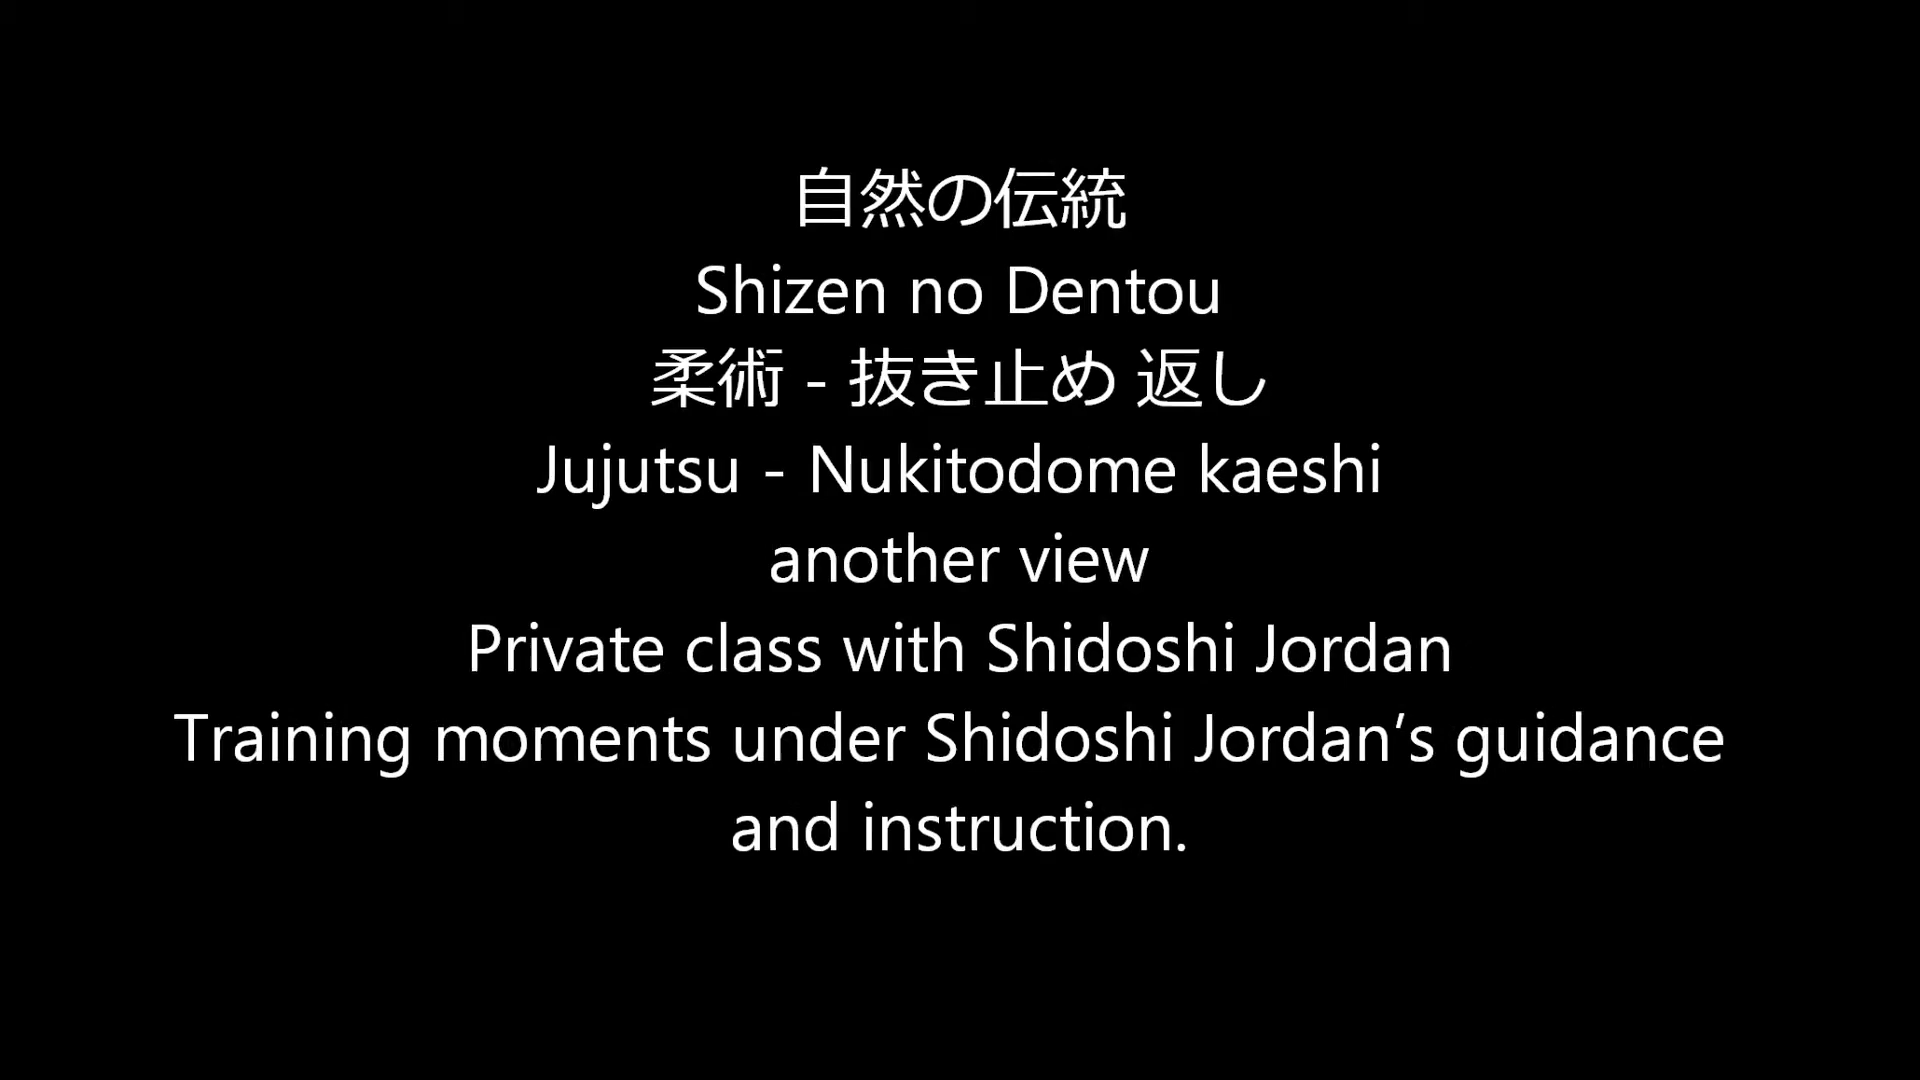 自然の伝統
Shizen no Dentou
柔術 - 抜き止め 返し
Jujutsu - Nukitodome kaeshi
another view
Private class with Shidoshi Jordan
Training moments under Shidoshi Jordan’s guidance
and instruction.